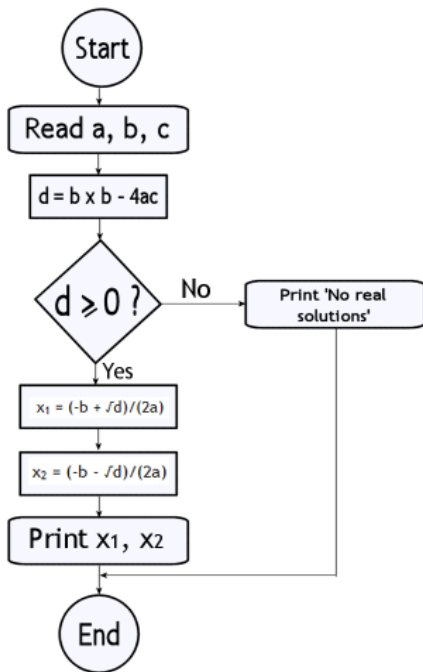 Start
Read a, b, c
d = b x b - 4ac
d ⩾ 0 ?
No
Print 'No real
solutions'
Yes
x₁ = (-b + √d)/(2a)
x₂ = (-b - √d)/(2a)
Print x₁, x₂
End